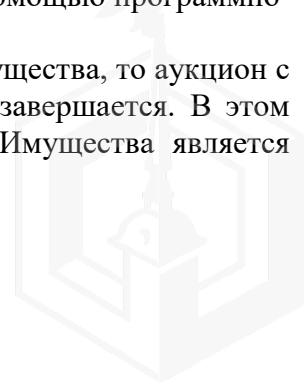 омощью программно-
ущества, то аукцион с
завершается. В этом
Имущества является